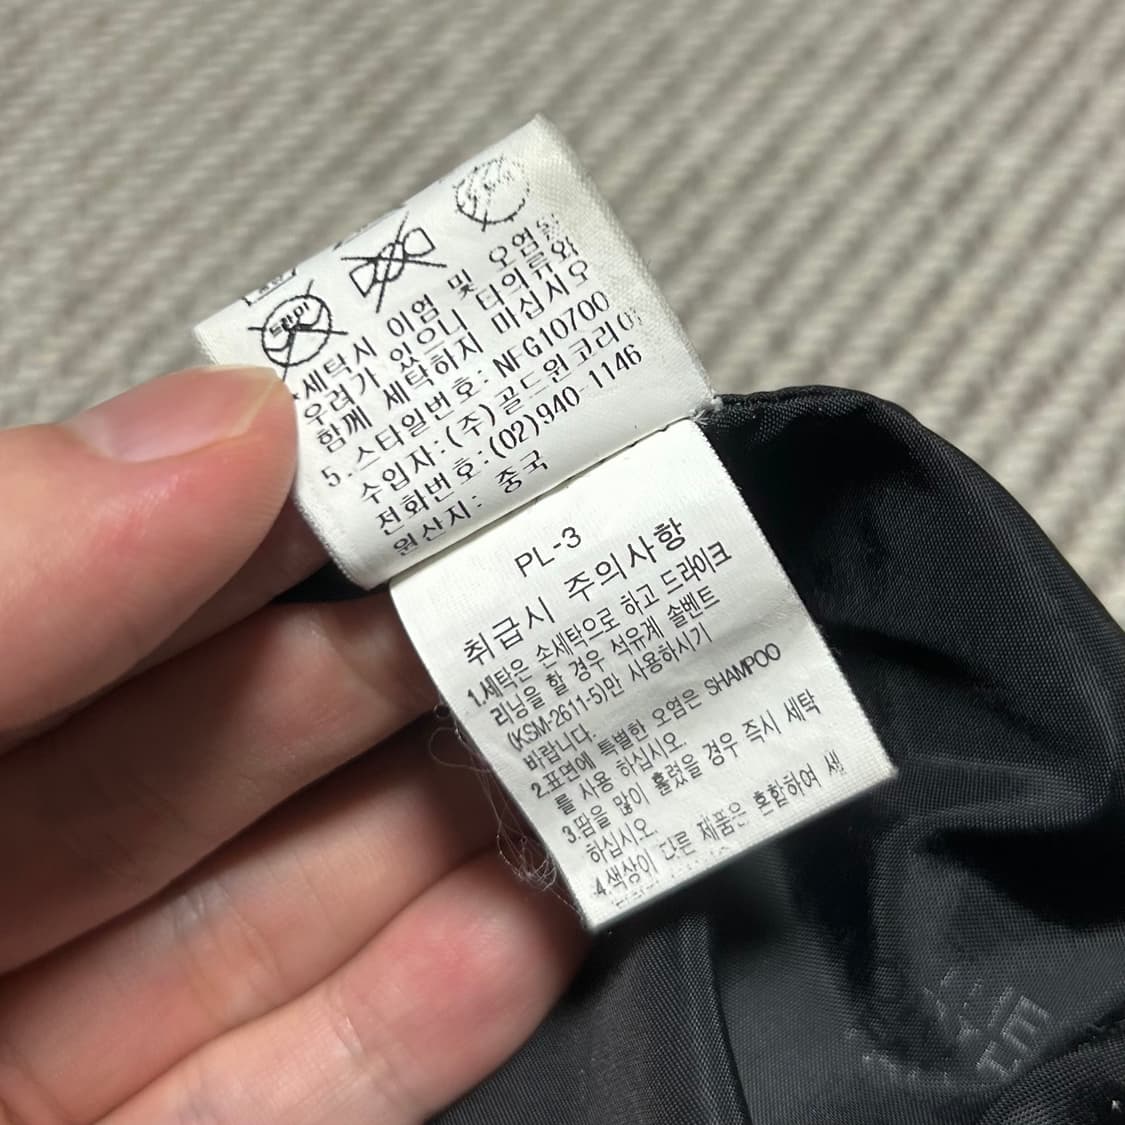 드라이
*세탁시 이염 및 오염될
우려가 있으니 타의류와
함께 세탁하지 마십시오
5.스타일번호: NFG10700
수입자:(주)골드윈코리아
전화번호:(02)940-1146
원산지: 중국
PL-3
취급시 주의사항
1.세탁은 손세탁으로 하고 드라이크
리닝을 할 경우 석유계 솔벤트
(KSM-2611-5)만 사용하시기
바랍니다.
2.표면에 특별한 오염은 SHAMPOO
를 사용 하십시오.
3.땀을 많이 흘렸을 경우 즉시 세탁
하십시오.
4.색상이 다른 제품은 혼합하여 세